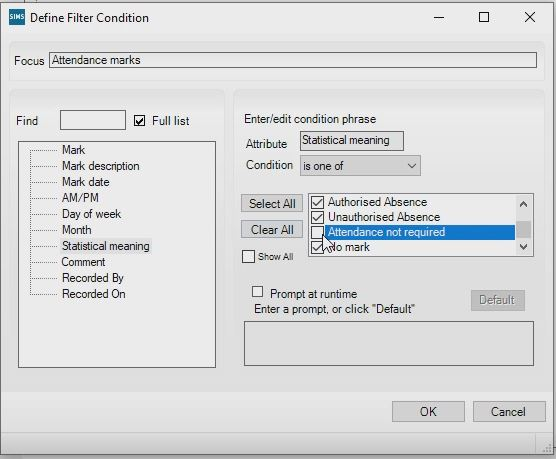 SIMS Define Filter Condition
Focus Attendance marks
Find Full list
Mark
Mark description
Mark date
AM/PM
Day of week
Month
Statistical meaning
Comment
Recorded By
Recorded On
Enter/edit condition phrase
Attribute Statistical meaning
Condition is one of
Select All
Clear All
Show All
Authorised Absence
Unauthorised Absence
Attendance not required
No mark
Prompt at runtime
Enter a prompt, or click "Default"
Default
OK Cancel